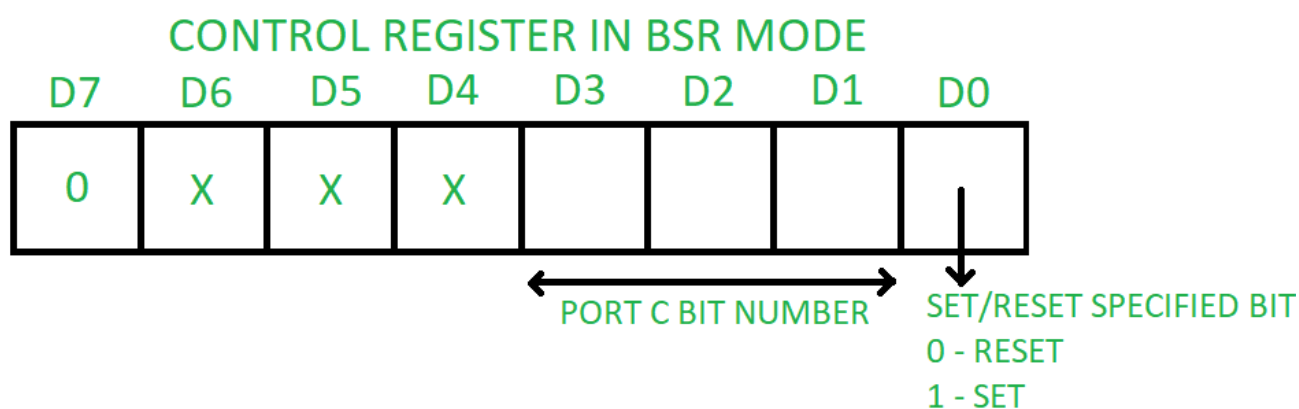 CONTROL REGISTER IN BSR MODE
D7 D6 D5 D4 D3 D2 D1 D0
0 X X X
PORT C BIT NUMBER
SET/RESET SPECIFIED BIT
0 - RESET
1 - SET